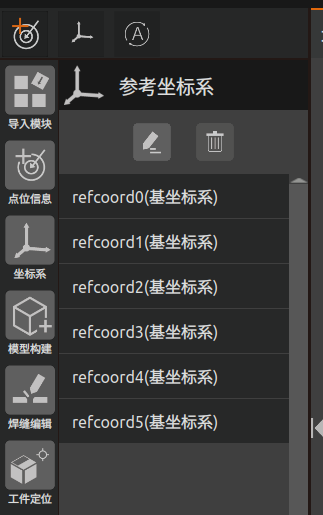 A
参考坐标系
导入模块
点位信息
坐标系
模型构建
焊缝编辑
工件定位
refcoord0(基坐标系)
refcoord1(基坐标系)
refcoord2(基坐标系)
refcoord3(基坐标系)
refcoord4(基坐标系)
refcoord5(基坐标系)